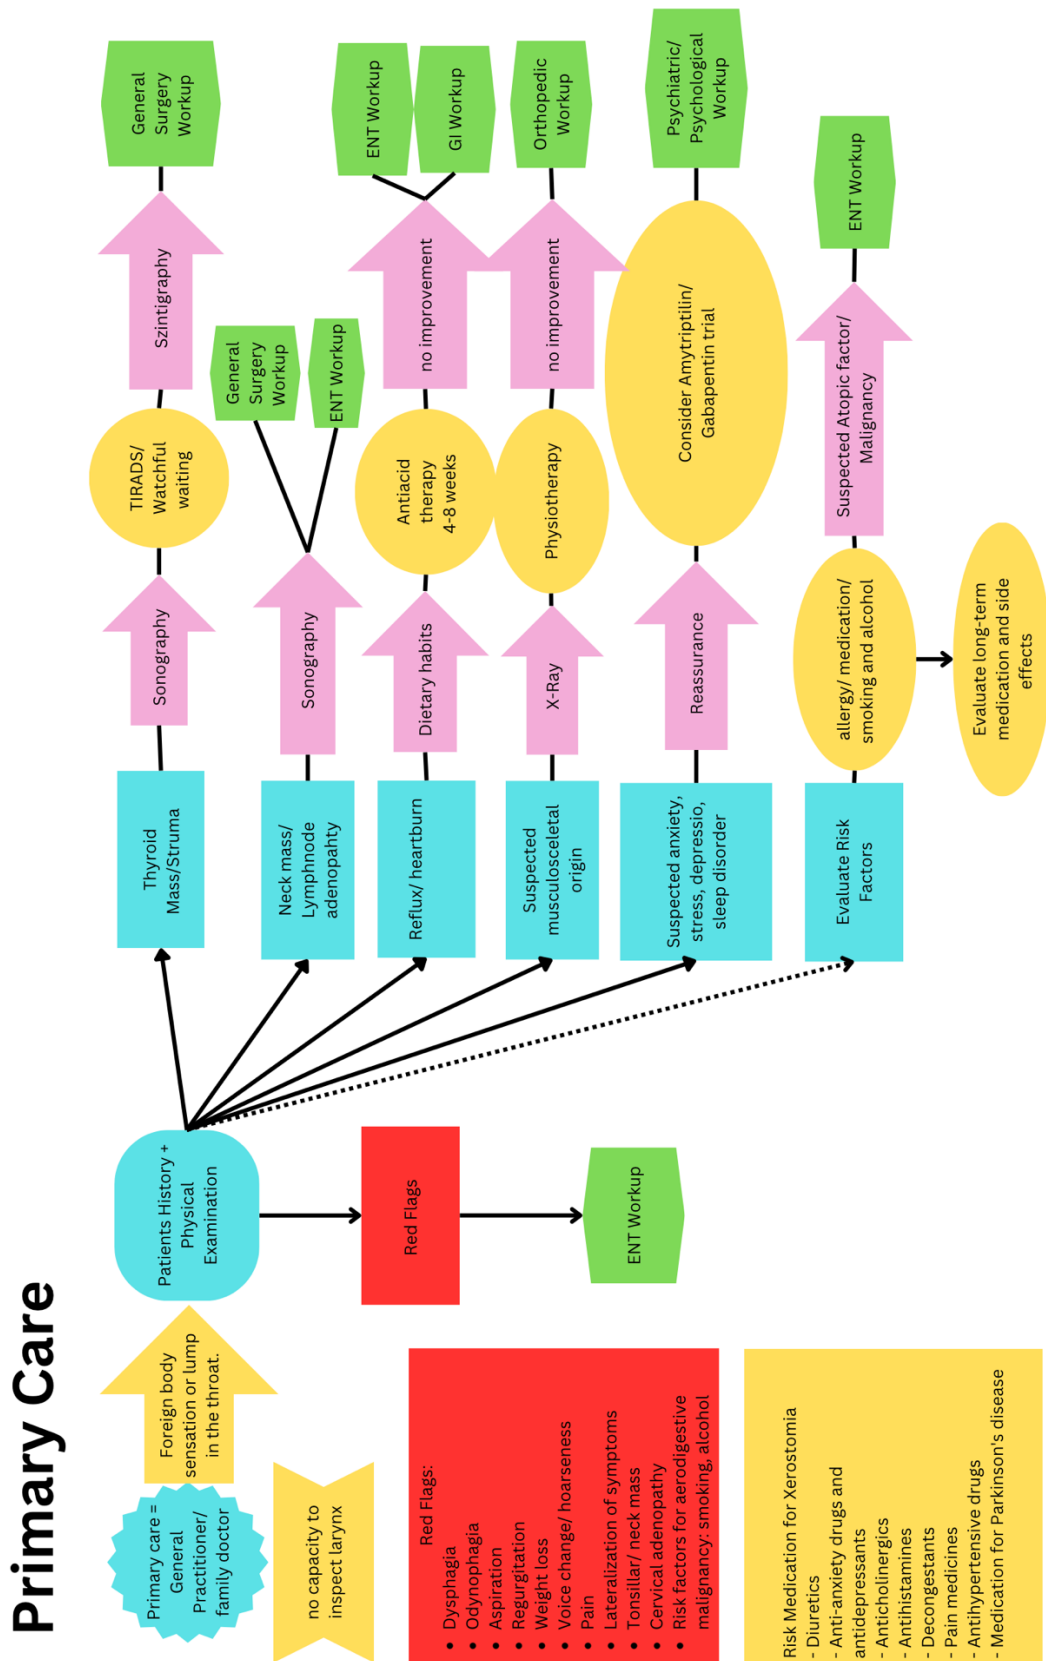 Primary Care
Primary care =
General
Practitioner/
family doctor
Foreign body
sensation or lump
in the throat.
no capacity to
inspect larynx
Patients History +
Physical
Examination
Red Flags
ENT Workup
Thyroid
Mass/Struma
Sonography
TIRADS/
Watchful
waiting
Szintigraphy
General
Surgery
Workup
Neck mass/
Lymphnode
adenopahty
Sonography
General
Surgery
Workup
ENT Workup
Reflux/ heartburn
Dietary habits
Antiacid
therapy
4-8 weeks
no improvement
ENT Workup
GI Workup
Suspected
musculosceletal
origin
X-Ray
Physiotherapy
no improvement
Orthopedic
Workup
Suspected anxiety,
stress, depressio,
sleep disorder
Reassurance
Consider Amytriptilin/
Gabapentin trial
Psychiatric/
Psychological
Workup
Evaluate Risk
Factors
allergy/ medication/
smoking and alcohol
Suspected Atopic factor/
Malignancy
ENT Workup
Evaluate long-term
medication and side
effects
Red Flags:
• Dysphagia
• Odynophagia
• Aspiration
• Regurgitation
• Weight loss
• Voice change/ hoarseness
• Pain
• Lateralization of symptoms
• Tonsillar/ neck mass
• Cervical adenopathy
• Risk factors for aerodigestive
malignancy: smoking, alcohol
Risk Medication for Xerostomia
- Diuretics
- Anti-anxiety drugs and
antidepressants
- Anticholinergics
- Antihistamines
- Decongestants
- Pain medicines
- Antihypertensive drugs
- Medication for Parkinson's disease